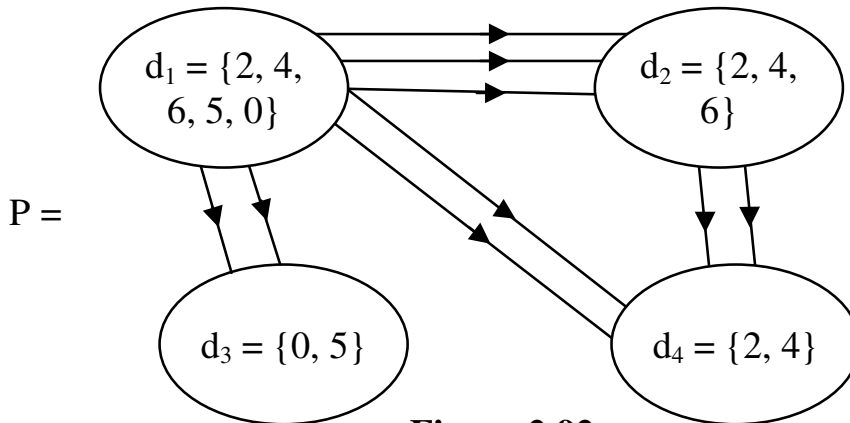 d₁ = {2, 4,
6, 5, 0}
d₂ = {2, 4,
6}
P =
d₃ = {0, 5}
d₄ = {2, 4}